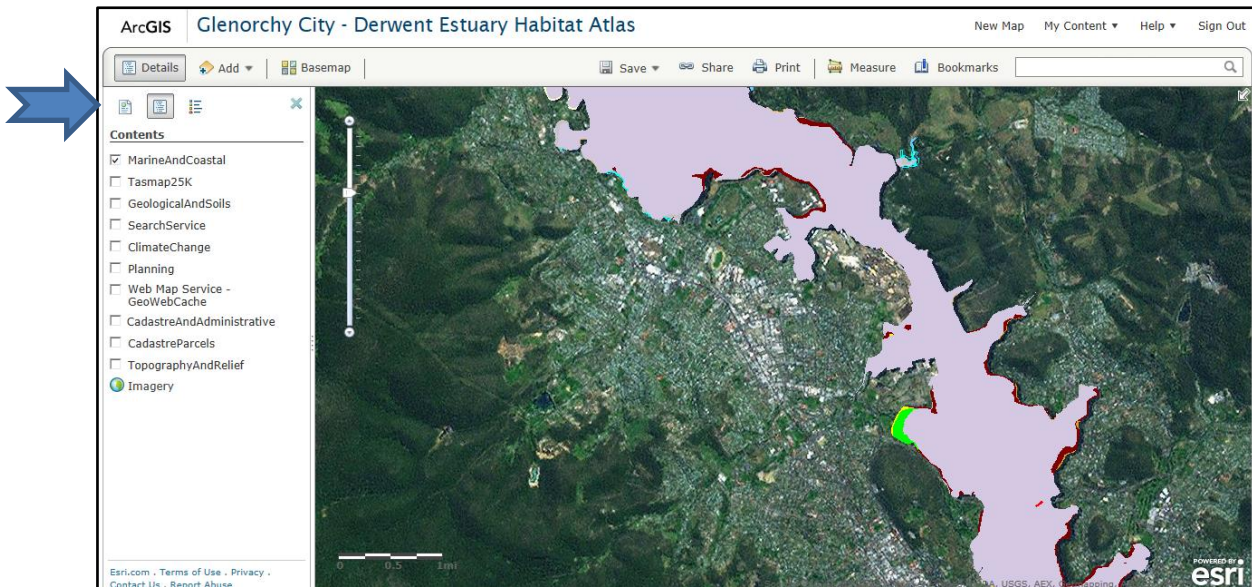 ArcGIS Glenorchy City - Derwent Estuary Habitat Atlas New Map My Content Help Sign Out
Details Add Basemap Save Share Print Measure Bookmarks
Contents
MarineAndCoastal
Tasmap25K
GeologicalAndSoils
SearchService
ClimateChange
Planning
Web Map Service -
GeoWebCache
CadastreAndAdministrative
CadastreParcels
TopographyAndRelief
Imagery
0 0.5 1mi
Esri.com . Terms of Use . Privacy .
Contact Us . Report Abuse
USGS, AEX,
POWERED BY
esri